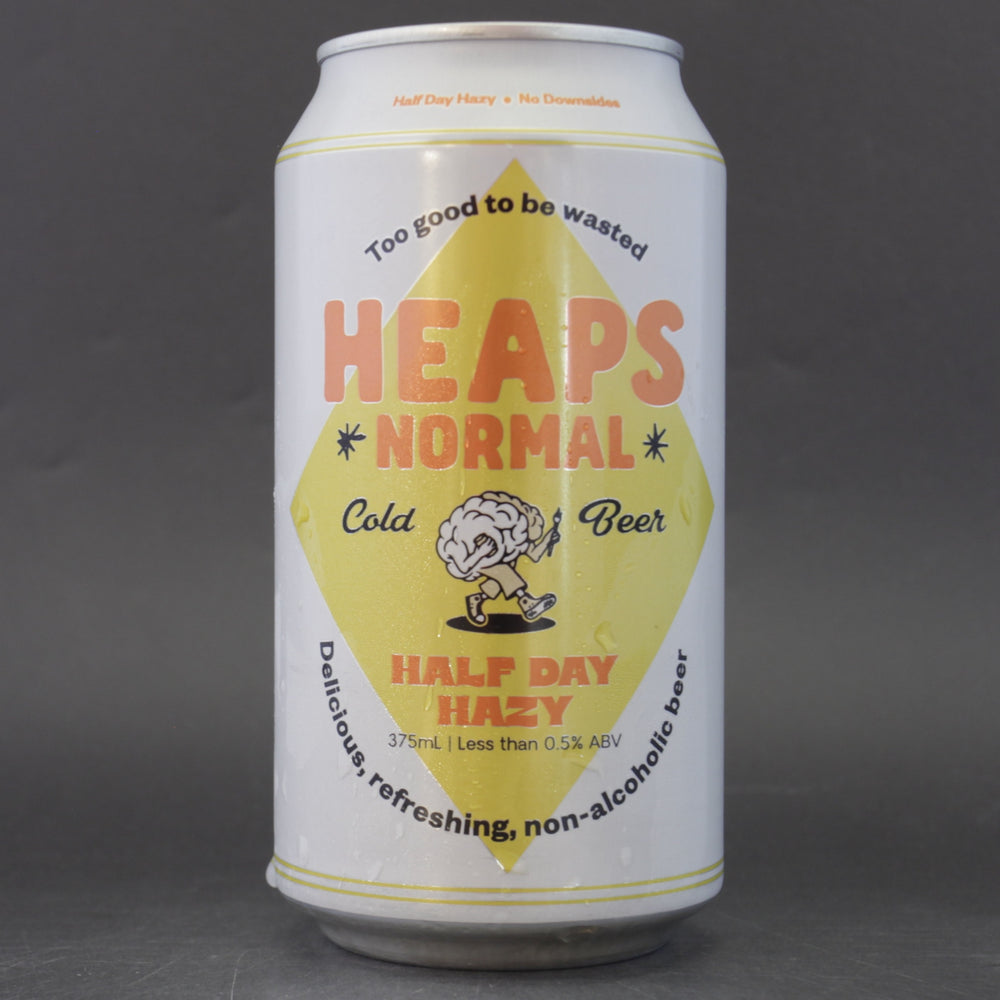 Half Day Hazy • No Downsides
Too good to be wasted
HEAPS
* NORMAL *
Cold Beer
HALF DAY
HAZY
375mL | Less than 0.5% ABV
Delicious, refreshing, non-alcoholic beer